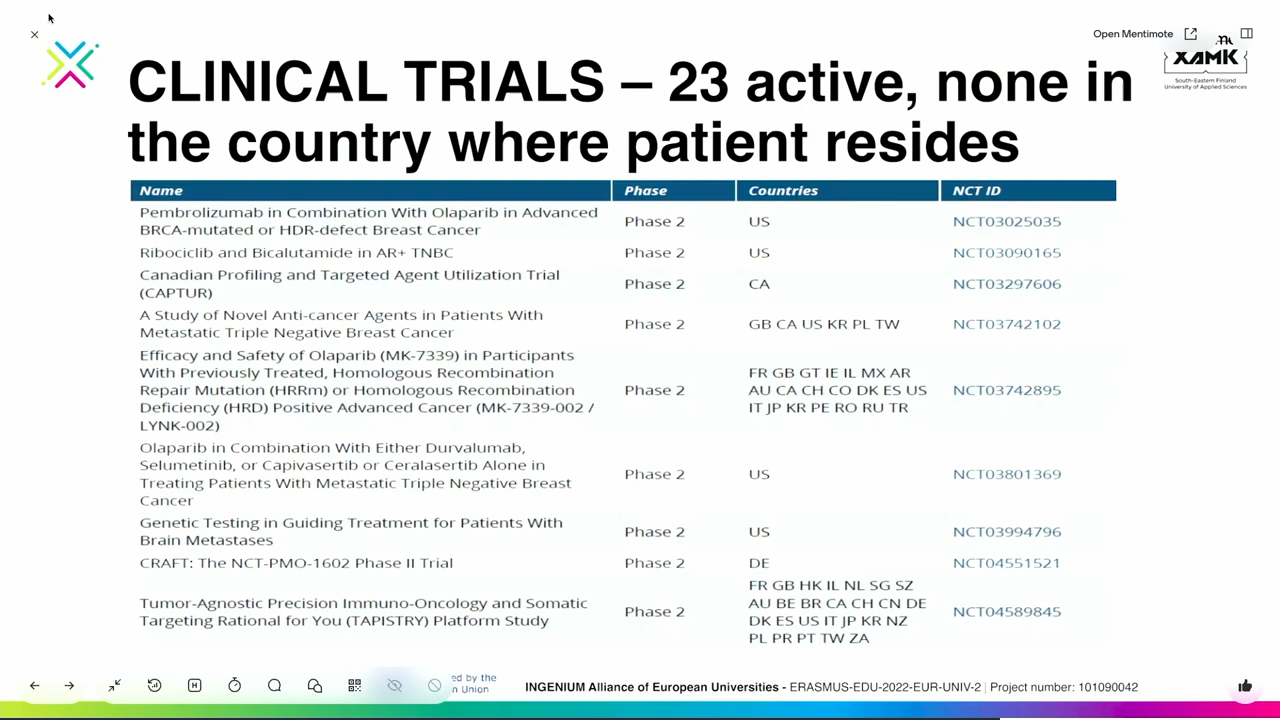 Open Mentimote
XAMK
South-Eastern Finland
University of Applied Sciences
CLINICAL TRIALS – 23 active, none in
the country where patient resides
Name Phase Countries NCT ID
Pembrolizumab in Combination With Olaparib in Advanced
BRCA-mutated or HDR-defect Breast Cancer
Phase 2 US NCT03025035
Ribociclib and Bicalutamide in AR+ TNBC Phase 2 US NCT03090165
Canadian Profiling and Targeted Agent Utilization Trial
(CAPTUR)
Phase 2 CA NCT03297606
A Study of Novel Anti-cancer Agents in Patients With
Metastatic Triple Negative Breast Cancer
Phase 2 GB CA US KR PL TW NCT03742102
Efficacy and Safety of Olaparib (MK-7339) in Participants
With Previously Treated, Homologous Recombination
Repair Mutation (HRRm) or Homologous Recombination
Deficiency (HRD) Positive Advanced Cancer (MK-7339-002 /
LYNK-002)
Phase 2
FR GB GT IE IL MX AR
AU CA CH CO DK ES US
IT JP KR PE RO RU TR
NCT03742895
Olaparib in Combination With Either Durvalumab,
Selumetinib, or Capivasertib or Ceralasertib Alone in
Treating Patients With Metastatic Triple Negative Breast
Cancer
Phase 2 US NCT03801369
Genetic Testing in Guiding Treatment for Patients With
Brain Metastases
Phase 2 US NCT03994796
CRAFT: The NCT-PMO-1602 Phase II Trial Phase 2 DE NCT04551521
Tumor-Agnostic Precision Immuno-Oncology and Somatic
Targeting Rational for You (TAPISTRY) Platform Study
Phase 2
FR GB HK IL NL SG SZ
AU BE BR CA CH CN DE
DK ES US IT JP KR NZ
PL PR PT TW ZA
NCT04589845
H
ed by the
n Union
INGENIUM Alliance of European Universities - ERASMUS-EDU-2022-EUR-UNIV-2 | Project number: 101090042